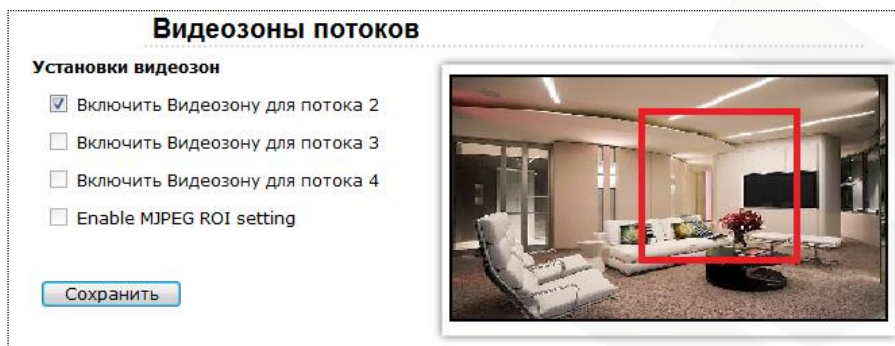 Видеозоны потоков
Установки видеозон
Включить Видеозону для потока 2
Включить Видеозону для потока 3
Включить Видеозону для потока 4
Enable MJPEG ROI setting
Сохранить